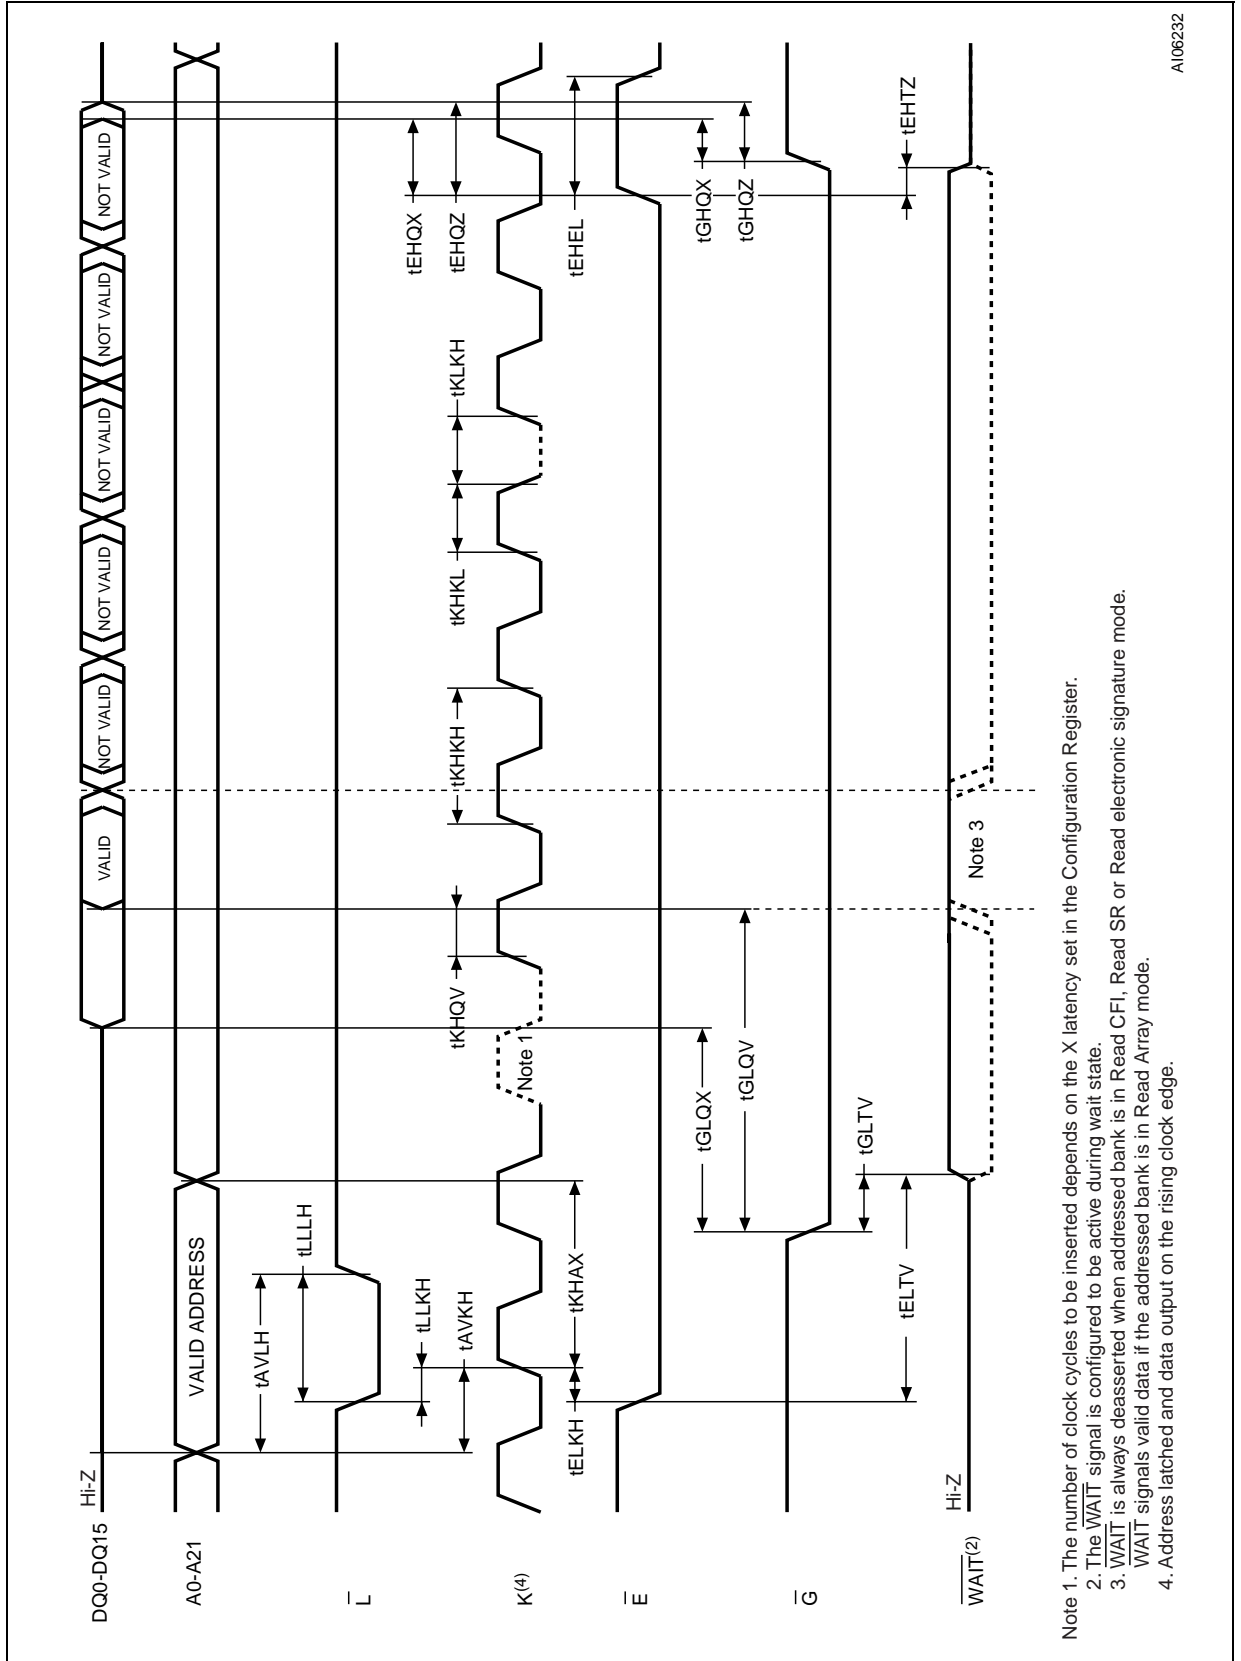 DQ0-DQ15
Hi-Z
VALID
NOT VALID
NOT VALID
NOT VALID
NOT VALID
NOT VALID
A0-A21
VALID ADDRESS
tAVLH
tLLLH
L
tLLKH
tAVKH
tKHQV
tKHKH
tKHKL
tKLKH
tEHQX
tEHQZ
K(4)
Note 1
tELKH
tKHAX
tEHEL
E
tGLQX
tGLQV
tGHQX
tGHQZ
G
tGLTV
tELTV
tEHTZ
WAIT(2)
Hi-Z
Note 3
Note 1. The number of clock cycles to be inserted depends on the X latency set in the Configuration Register.
2. The WAIT signal is configured to be active during wait state.
3. WAIT is always deasserted when addressed bank is in Read CFI, Read SR or Read electronic signature mode.
WAIT signals valid data if the addressed bank is in Read Array mode.
4. Address latched and data output on the rising clock edge.
AI06232